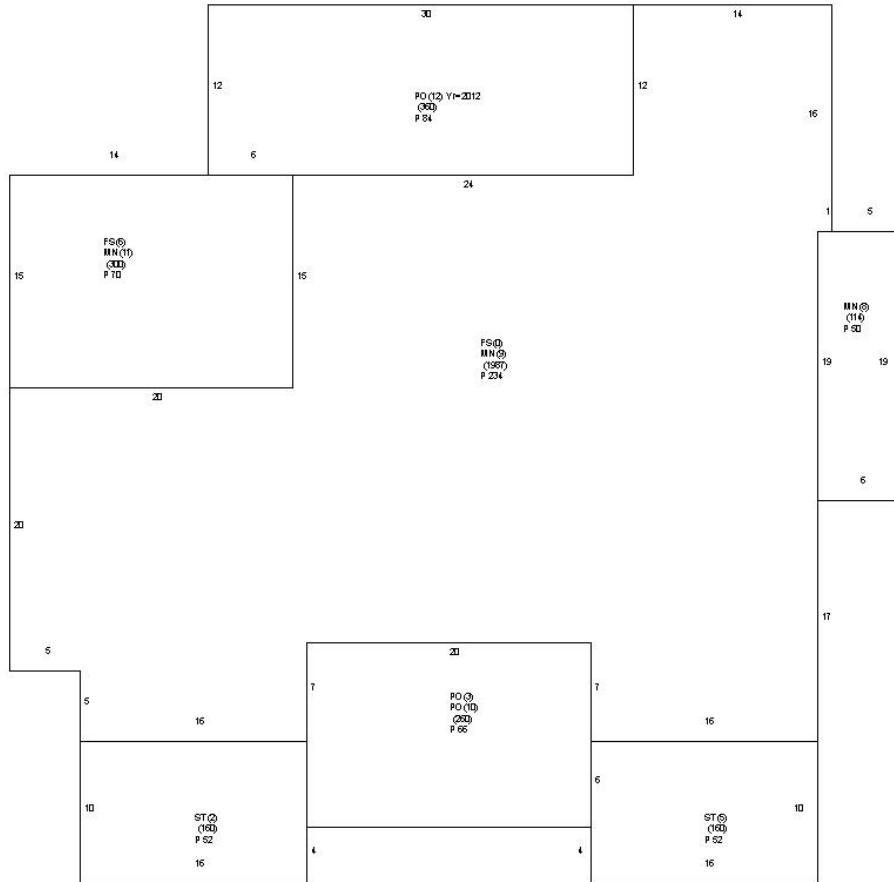 30
14
12
PO(12) Yr=2012
(360)
P 84
12
16
14
6
24
1
5
FS(6)
MN(11)
(300)
P 70
15
15
MN(8)
(114)
P 50
FS(0)
MN(9)
(1987)
P 234
19
19
20
6
20
17
5
20
5
7
PO(3)
PO(10)
(260)
P 66
7
16
16
6
10
ST(2)
(160)
P 52
ST(5)
(160)
P 52
10
4
4
16
16